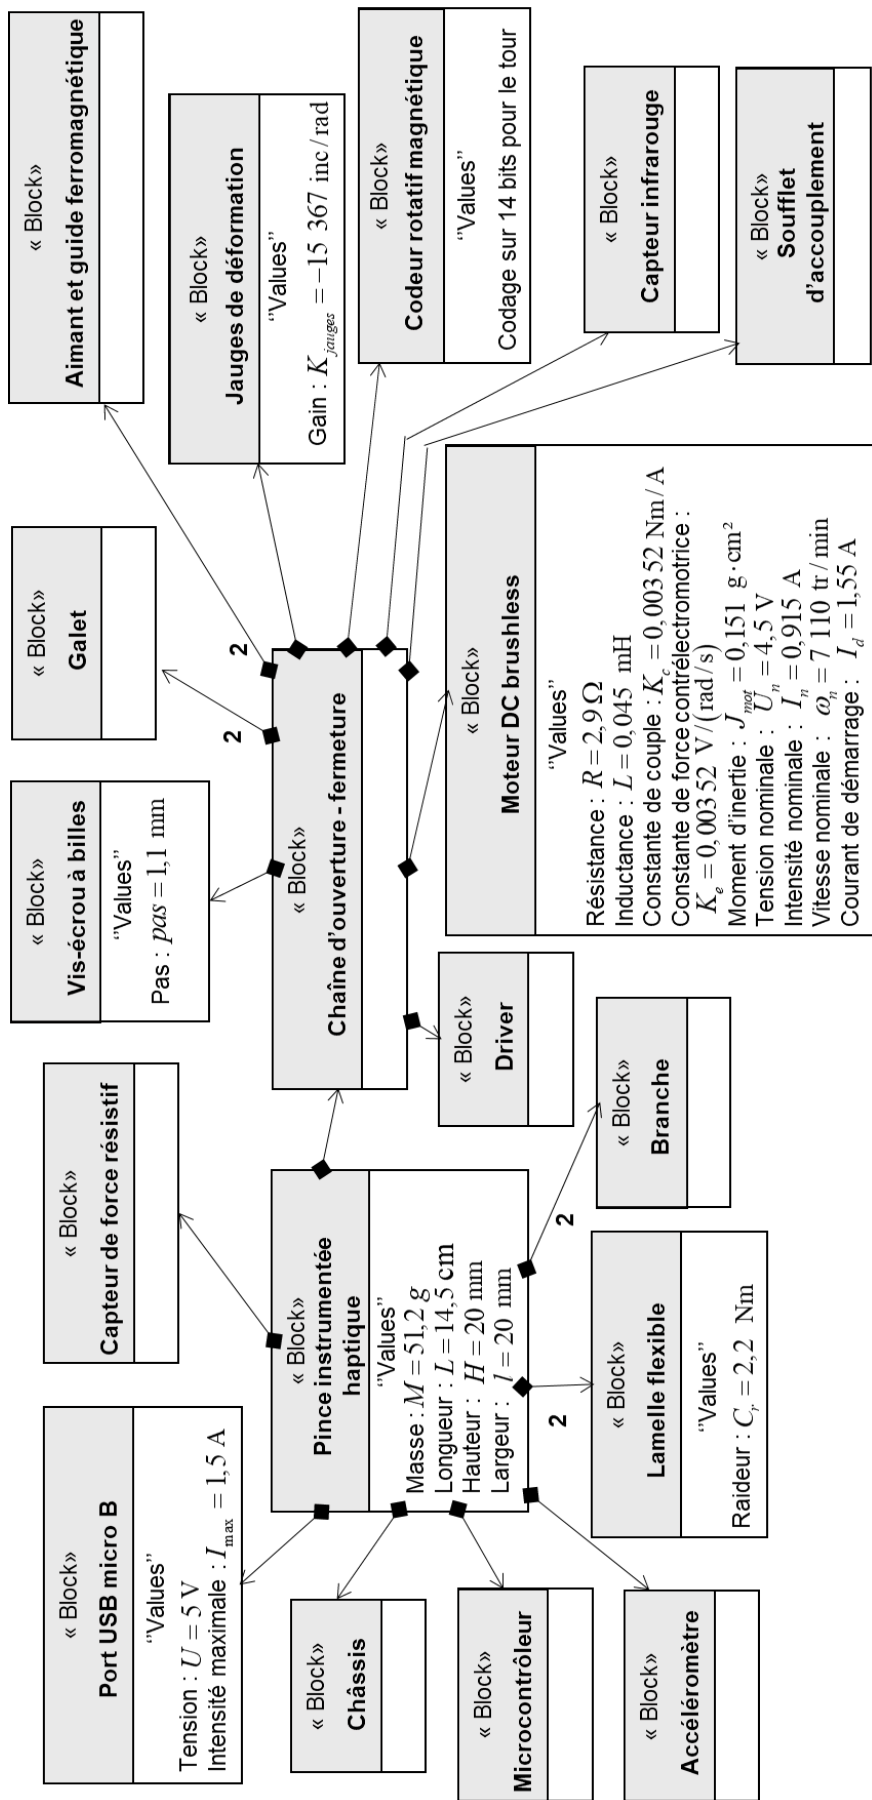 « Block»
Port USB micro B
"Values"
Tension : U = 5 V
Intensité maximale : I_max = 1,5 A
« Block»
Capteur de force résistif
« Block»
Vis-écrou à billes
"Values"
Pas : pas = 1,1 mm
« Block»
Galet
« Block»
Aimant et guide ferromagnétique
« Block»
Châssis
« Block»
Microcontrôleur
« Block»
Accéléromètre
« Block»
Pince instrumentée
haptique
"Values"
Masse : M = 51,2 g
Longueur : L = 14,5 cm
Hauteur : H = 20 mm
Largeur : l = 20 mm
2
2
« Block»
Lamelle flexible
"Values"
Raideur : C_r = 2,2 Nm
« Block»
Branche
« Block»
Chaîne d'ouverture - fermeture
2
2
« Block»
Driver
« Block»
Moteur DC brushless
"Values"
Résistance : R = 2,9 Ω
Inductance : L = 0,045 mH
Constante de couple : K_c = 0,00352 Nm/A
Constante de force contrélectromotrice :
K_e = 0,00352 V/(rad/s)
Moment d'inertie : J_mot = 0,151 g·cm²
Tension nominale : U_n = 4,5 V
Intensité nominale : I_n = 0,915 A
Vitesse nominale : ω_n = 7 110 tr/min
Courant de démarrage : I_d = 1,55 A
« Block»
Jauges de déformation
"Values"
Gain : K_jauges = −15 367 inc/rad
« Block»
Codeur rotatif magnétique
"Values"
Codage sur 14 bits pour le tour
« Block»
Capteur infrarouge
« Block»
Soufflet
d'accouplement